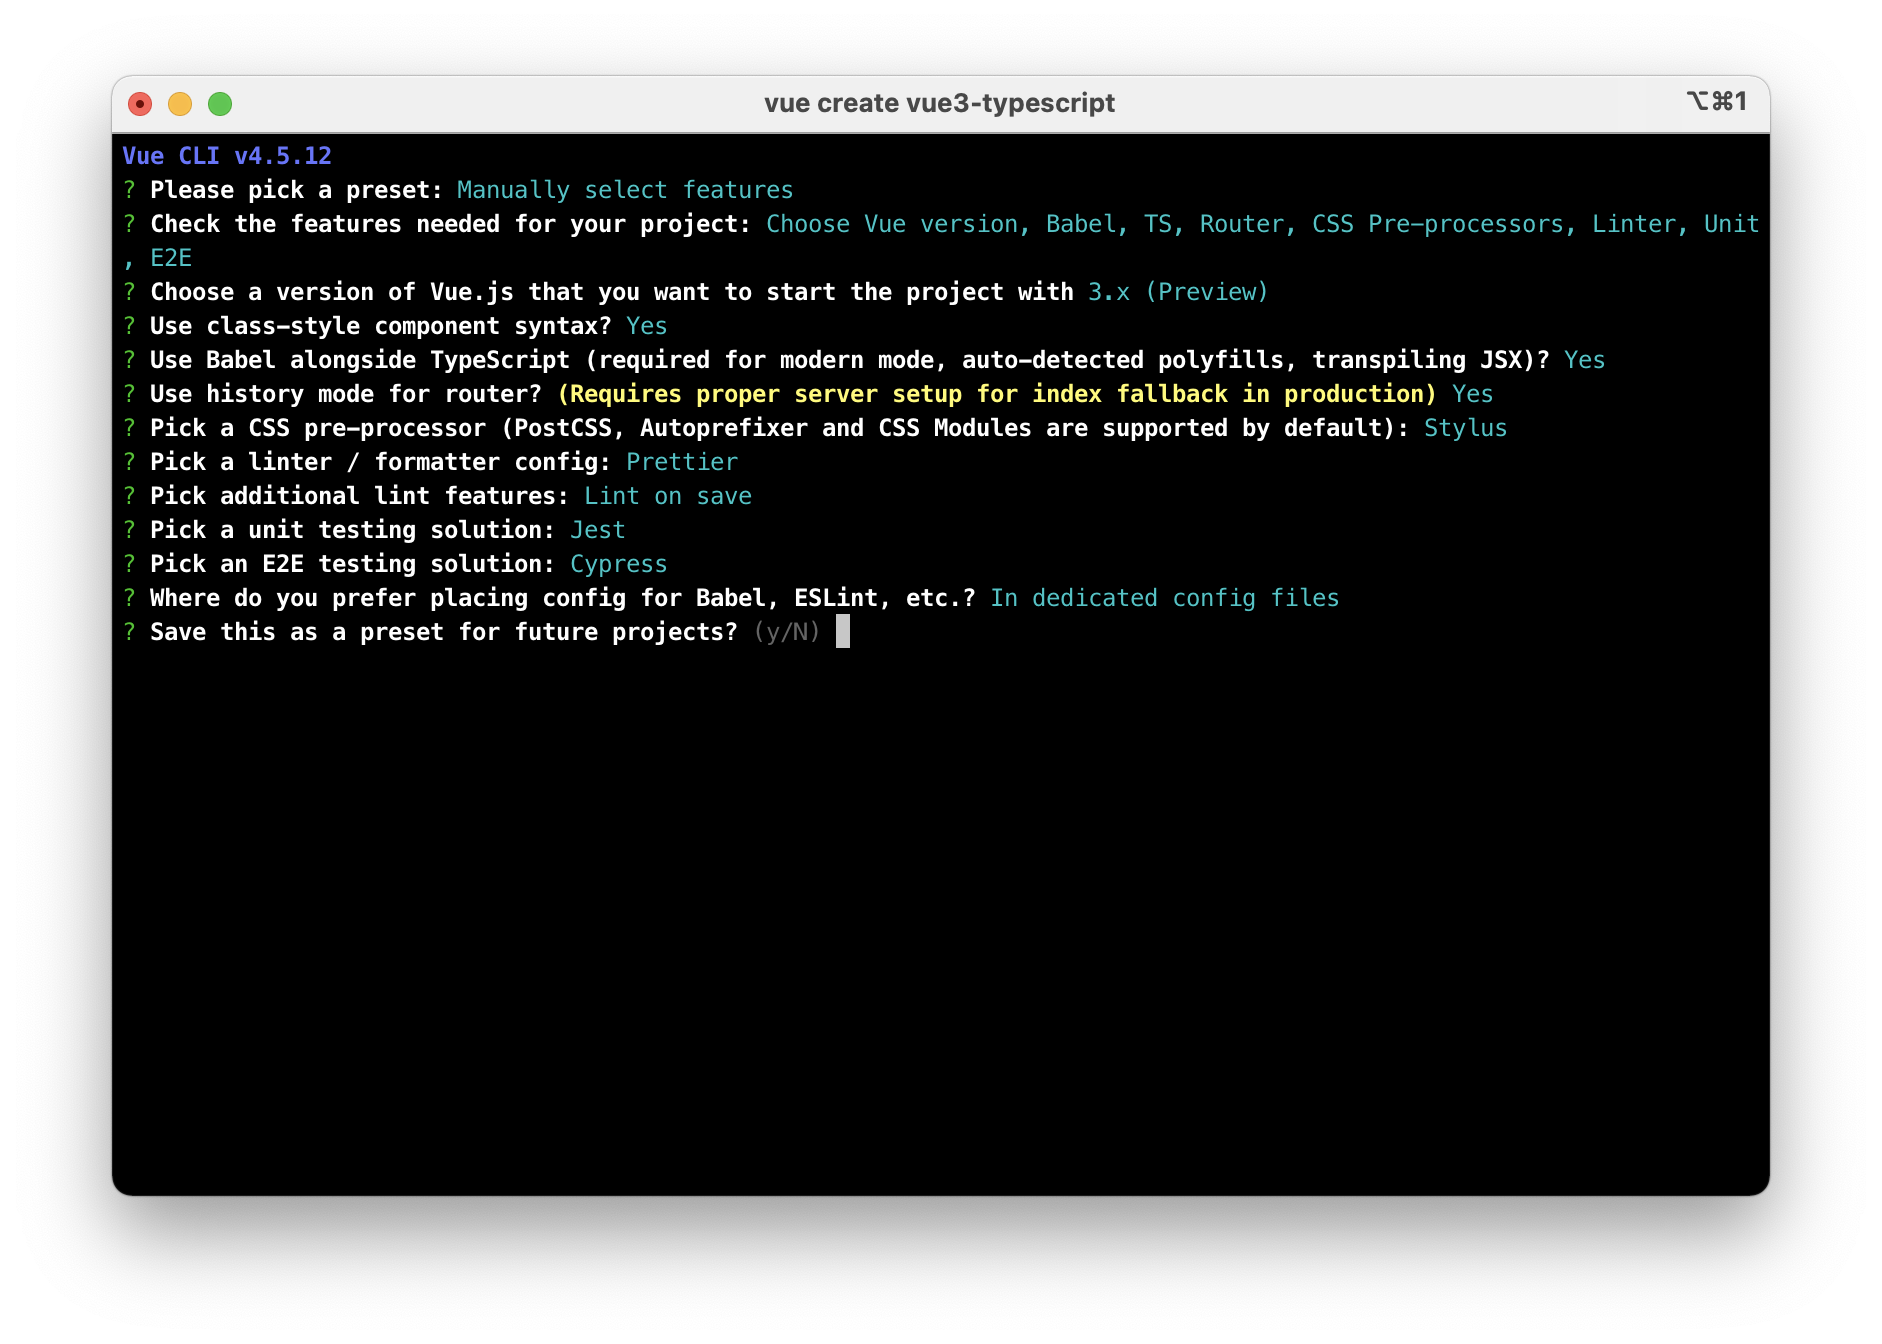 vue create vue3-typescript
⌥⌘1
Vue CLI v4.5.12
? Please pick a preset: Manually select features
? Check the features needed for your project: Choose Vue version, Babel, TS, Router, CSS Pre-processors, Linter, Unit
, E2E
? Choose a version of Vue.js that you want to start the project with 3.x (Preview)
? Use class-style component syntax? Yes
? Use Babel alongside TypeScript (required for modern mode, auto-detected polyfills, transpiling JSX)? Yes
? Use history mode for router? (Requires proper server setup for index fallback in production) Yes
? Pick a CSS pre-processor (PostCSS, Autoprefixer and CSS Modules are supported by default): Stylus
? Pick a linter / formatter config: Prettier
? Pick additional lint features: Lint on save
? Pick a unit testing solution: Jest
? Pick an E2E testing solution: Cypress
? Where do you prefer placing config for Babel, ESLint, etc.? In dedicated config files
? Save this as a preset for future projects? (y/N)